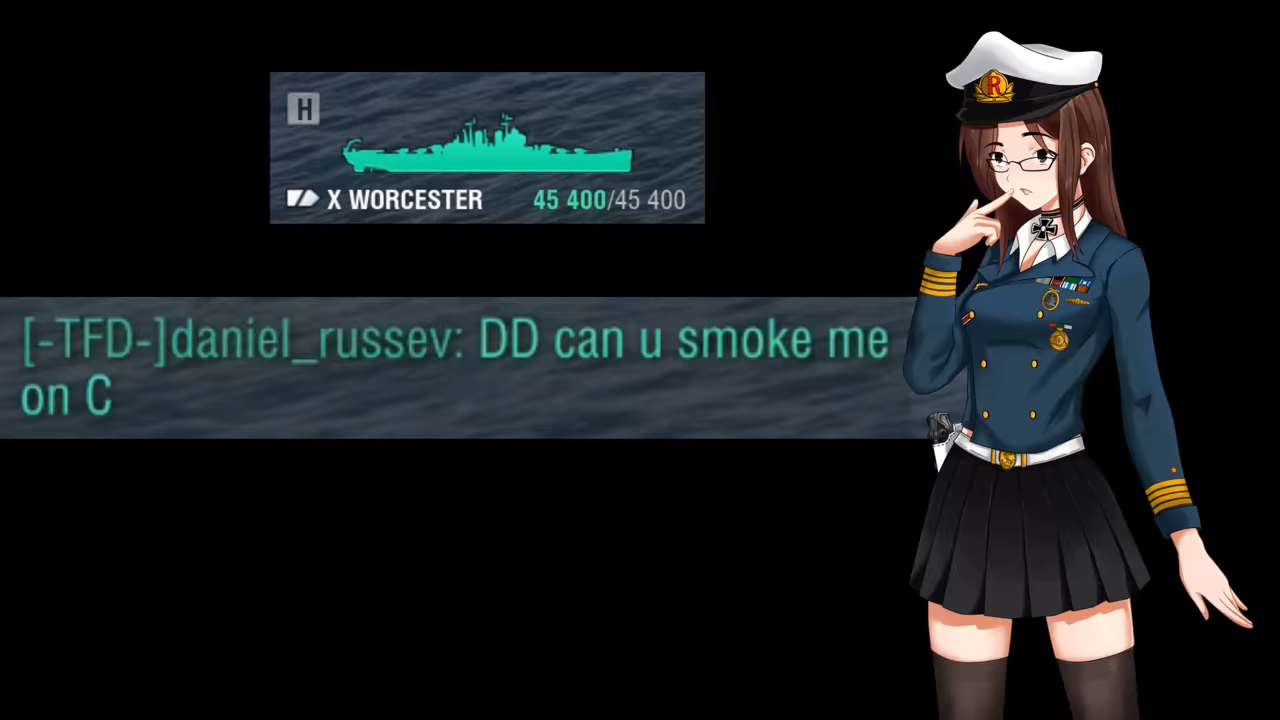 H
X WORCESTER 45 400/45 400
[-TFD-]daniel_russev: DD can u smoke me
on C
R